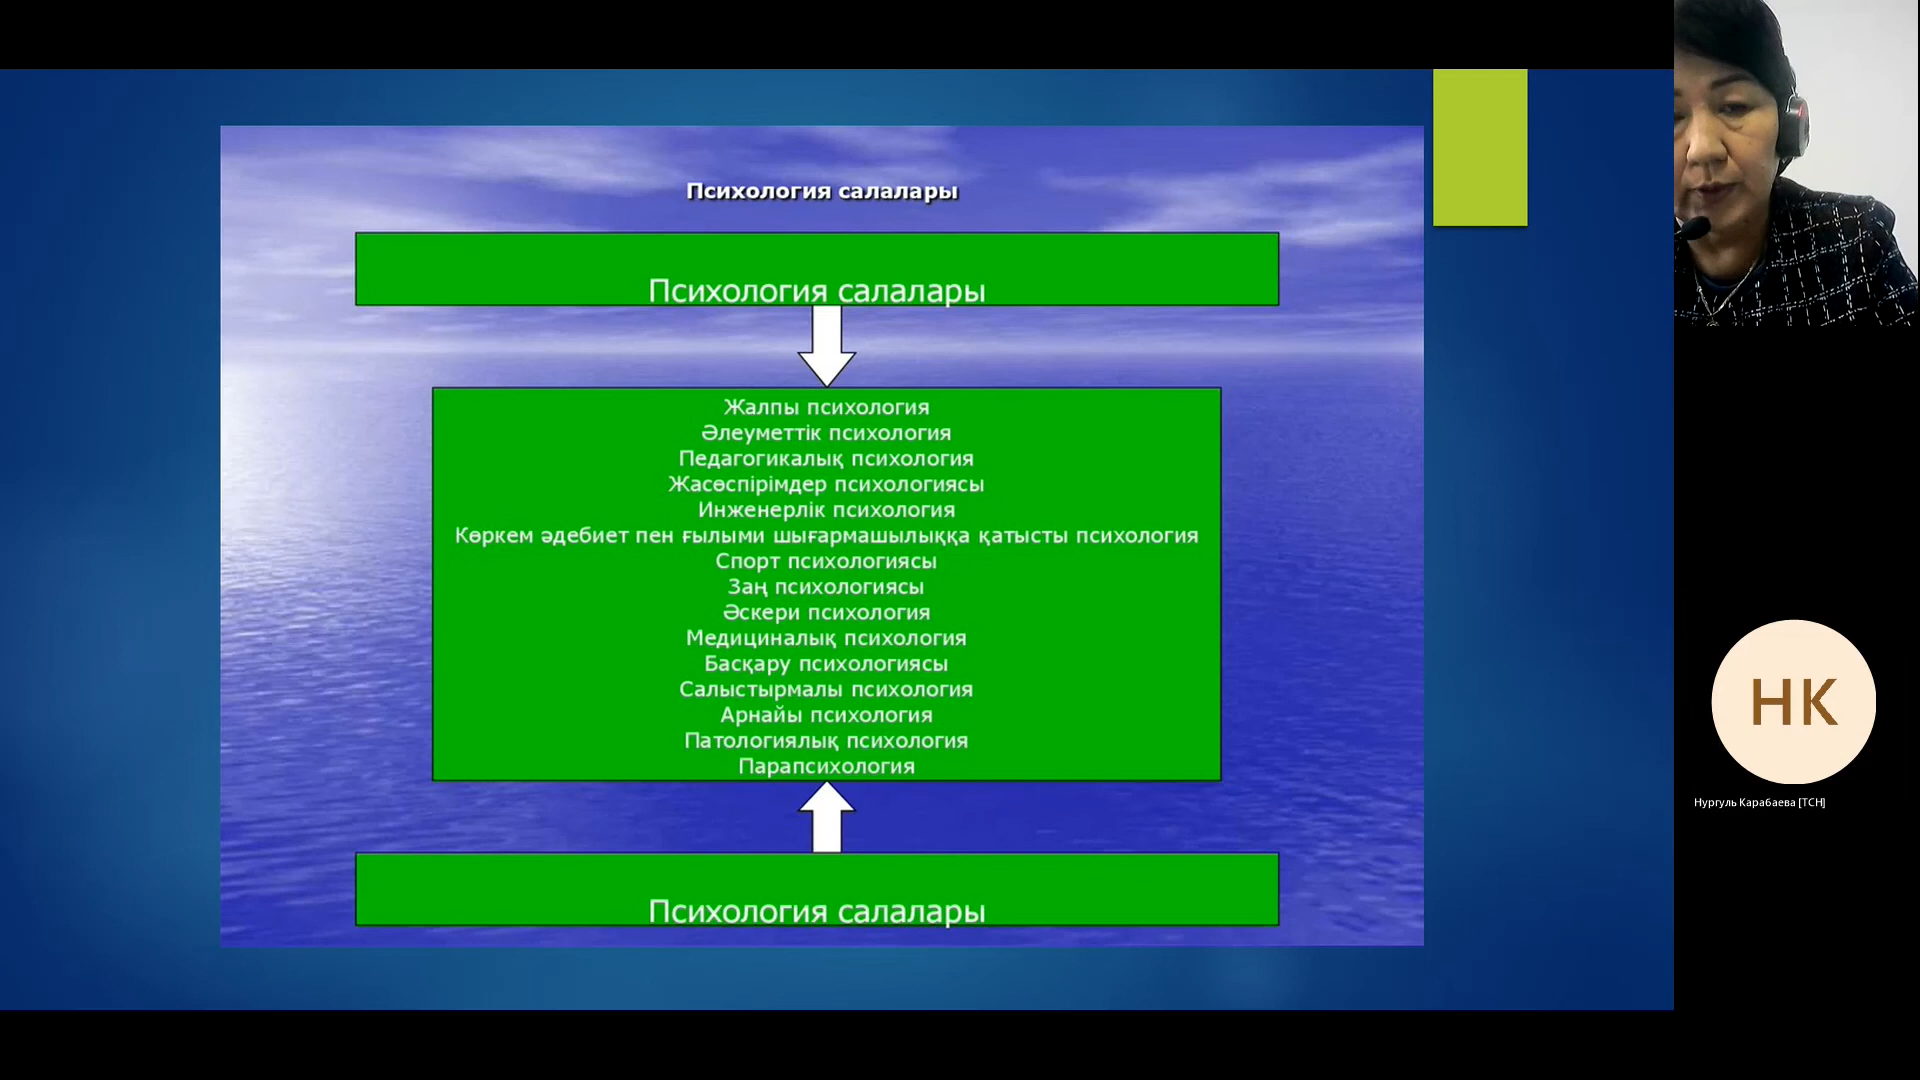 Психология салалары
Психология салалары
Жалпы психология
Әлеуметтік психология
Педагогикалық психология
Жасөспірімдер психологиясы
Инженерлік психология
Көркем әдебиет пен ғылыми шығармашылыққа қатысты психология
Спорт психологиясы
Заң психологиясы
Әскери психология
Медициналық психология
Басқару психологиясы
Салыстырмалы психология
Арнайы психология
Патологиялық психология
Парапсихология
Психология салалары
НК
Нургуль Карабаева [ТСН]